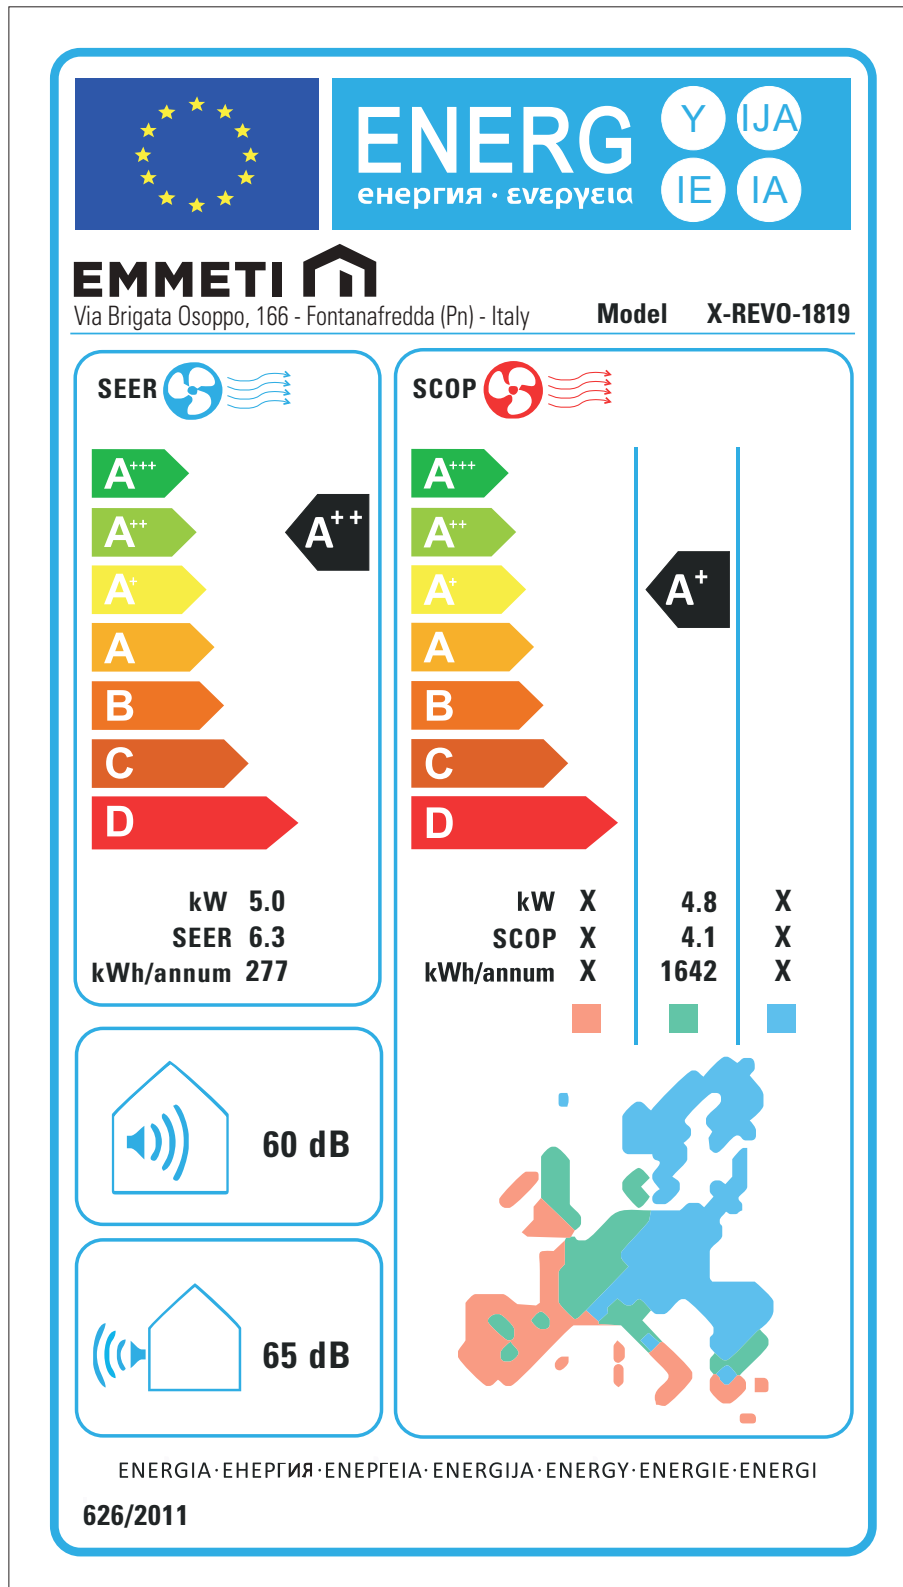 ENERG Y IJA
енергия · ενεργεια IE IA
EMMETI
Via Brigata Osoppo, 166 - Fontanafredda (Pn) - Italy Model X-REVO-1819
SEER
A+++
A++
A+
A
B
C
D
A++
kW 5.0
SEER 6.3
kWh/annum 277
SCOP
A+++
A++
A+
A
B
C
D
A+
kW X 4.8 X
SCOP X 4.1 X
kWh/annum X 1642 X
60 dB
65 dB
ENERGIA·ЕНЕРГИЯ·ΕΝΕΡΓΕΙΑ·ENERGIJA·ENERGY·ENERGIE·ENERGI
626/2011